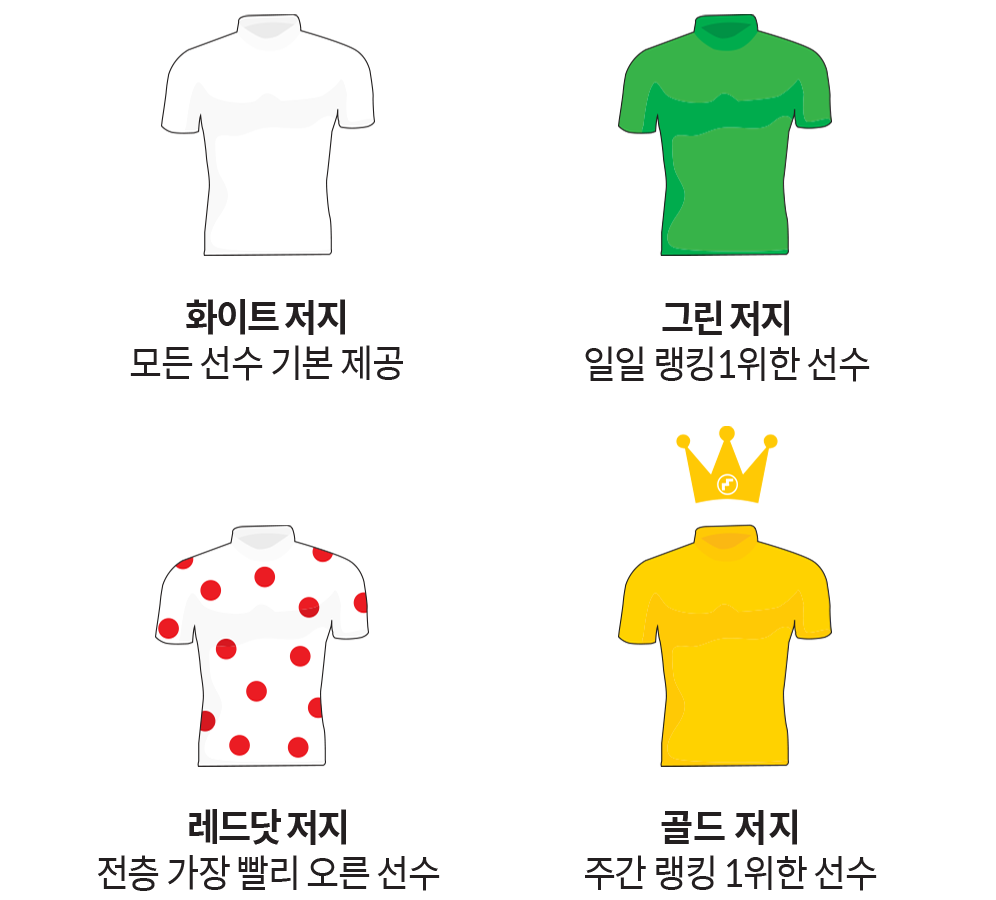 화이트 저지
모든 선수 기본 제공
그린 저지
일일 랭킹1위한 선수
레드닷 저지
전층 가장 빨리 오른 선수
골드 저지
주간 랭킹 1위한 선수